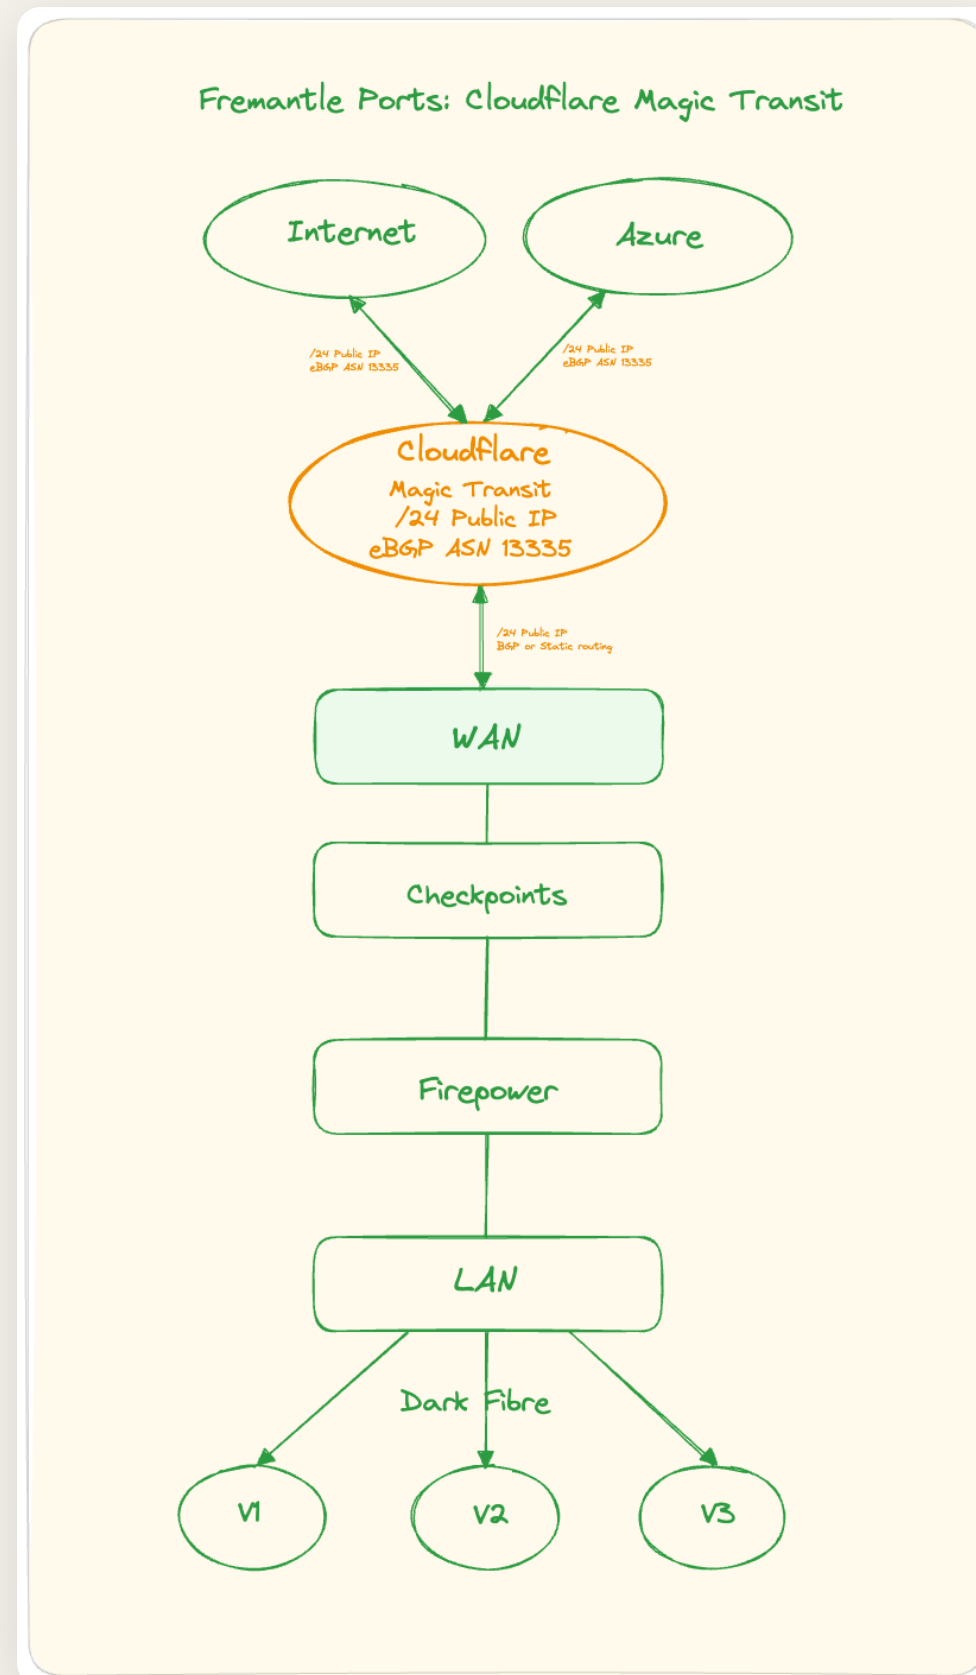 Fremantle Ports: Cloudflare Magic Transit
Internet
Azure
/24 Public IP
eBGP ASN 13335
/24 Public IP
eBGP ASN 13335
Cloudflare
Magic Transit
/24 Public IP
eBGP ASN 13335
/24 Public IP
BGP or Static routing
WAN
Checkpoints
Firepower
LAN
Dark Fibre
V1
V2
V3